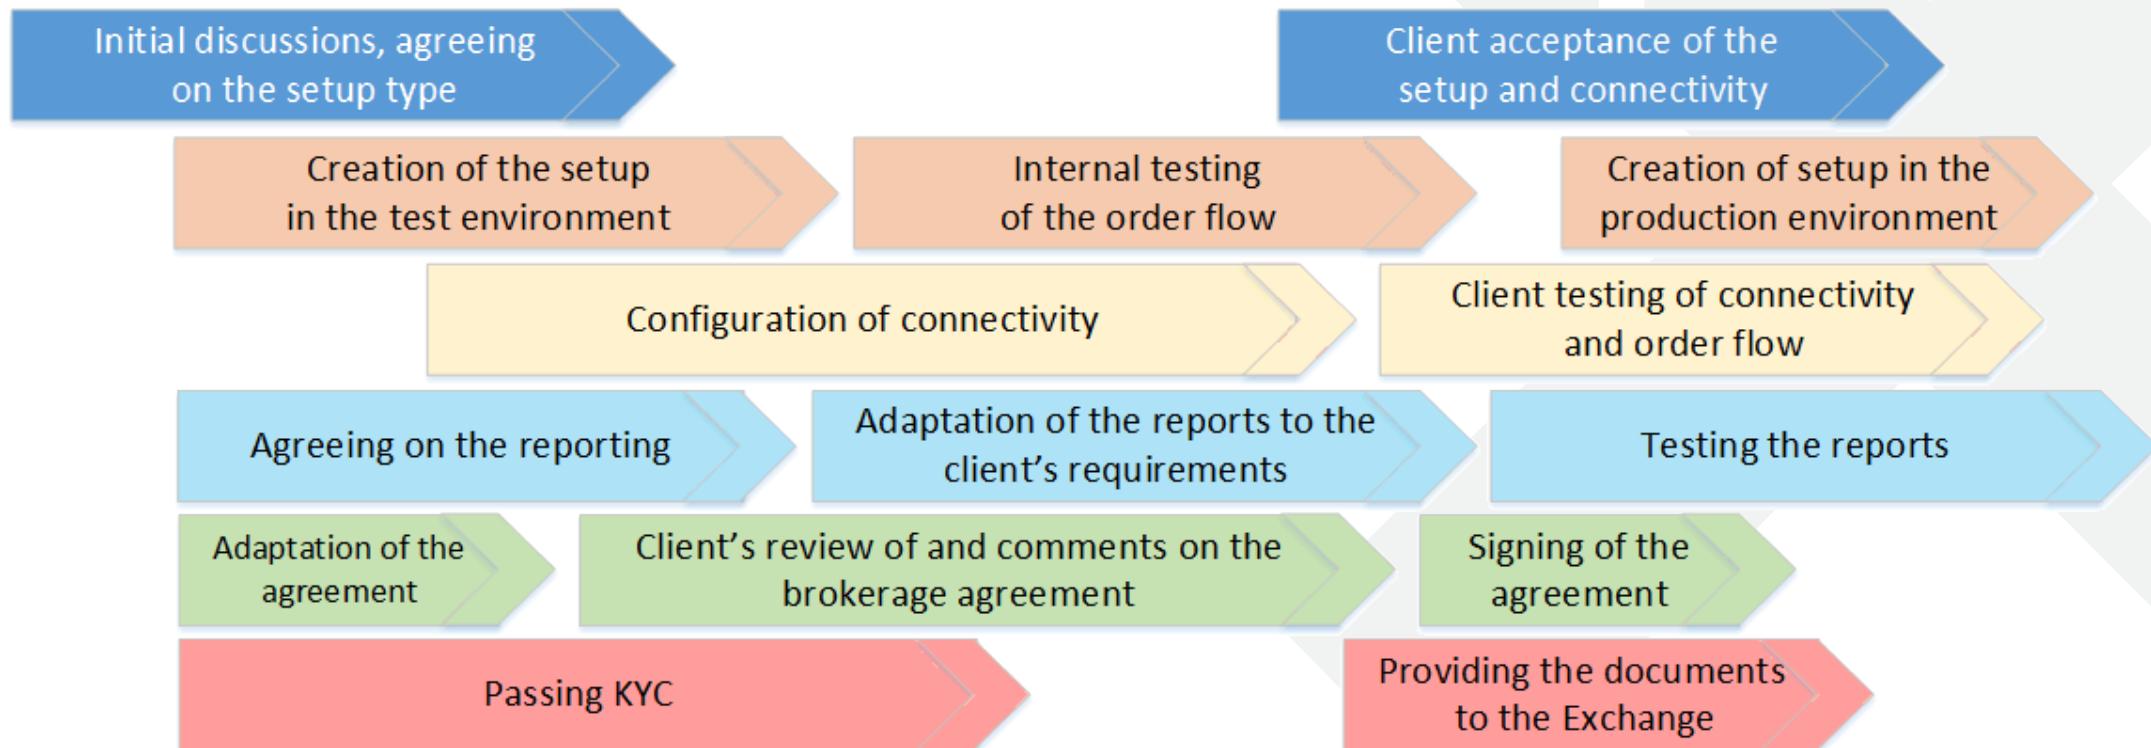 Initial discussions, agreeing
on the setup type
Client acceptance of the
setup and connectivity
Creation of the setup
in the test environment
Internal testing
of the order flow
Creation of setup in the
production environment
Configuration of connectivity
Client testing of connectivity
and order flow
Agreeing on the reporting
Adaptation of the reports to the
client’s requirements
Testing the reports
Adaptation of the
agreement
Client’s review of and comments on the
brokerage agreement
Signing of the
agreement
Passing KYC
Providing the documents
to the Exchange